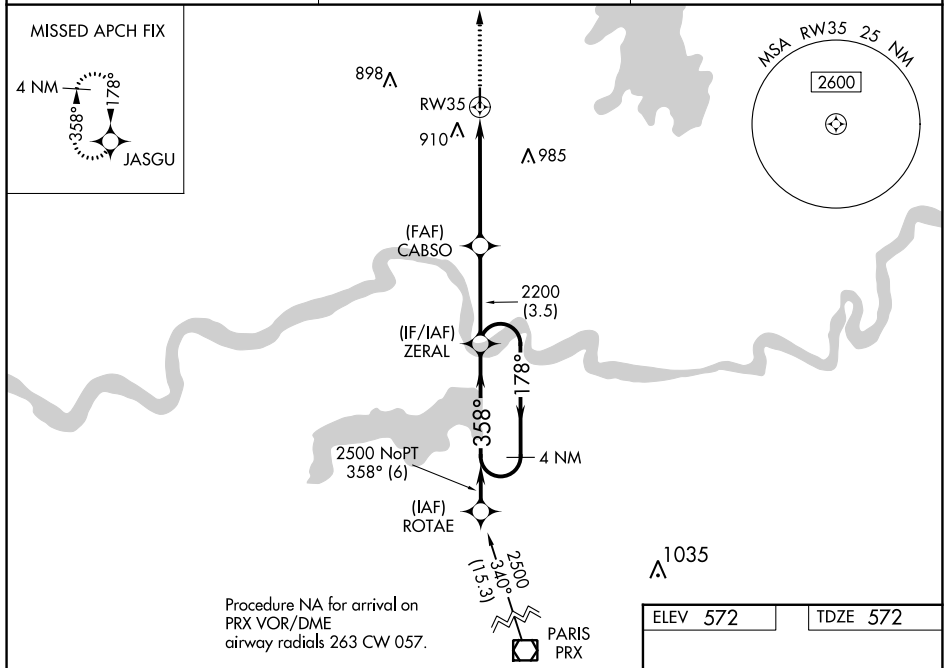 MISSED APCH FIX
4 NM
178°
358°
JASGU
898
RW35
910
985
MSA RW35 25 NM
2600
(FAF)
CABSO
2200
(3.5)
(IF/IAF)
ZERAL
178°
358°
4 NM
2500 NoPT
358° (6)
(IAF)
ROTAE
2500
340°
(15.3)
1035
Procedure NA for arrival on
PRX VOR/DME
airway radials 263 CW 057.
PARIS
PRX
ELEV 572
TDZE 572